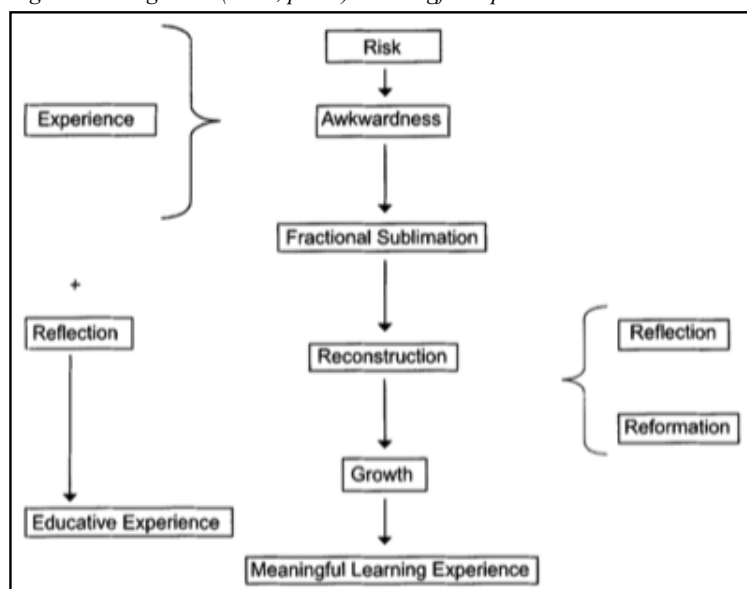 Risk
Experience
Awkwardness
Fractional Sublimation
+
Reflection
Reconstruction
Reflection
Reformation
Growth
Educative Experience
Meaningful Learning Experience